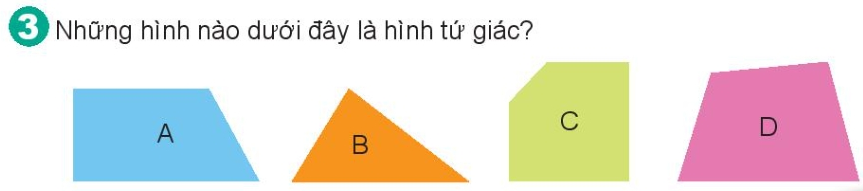 3 Những hình nào dưới đây là hình tứ giác?
A B C D